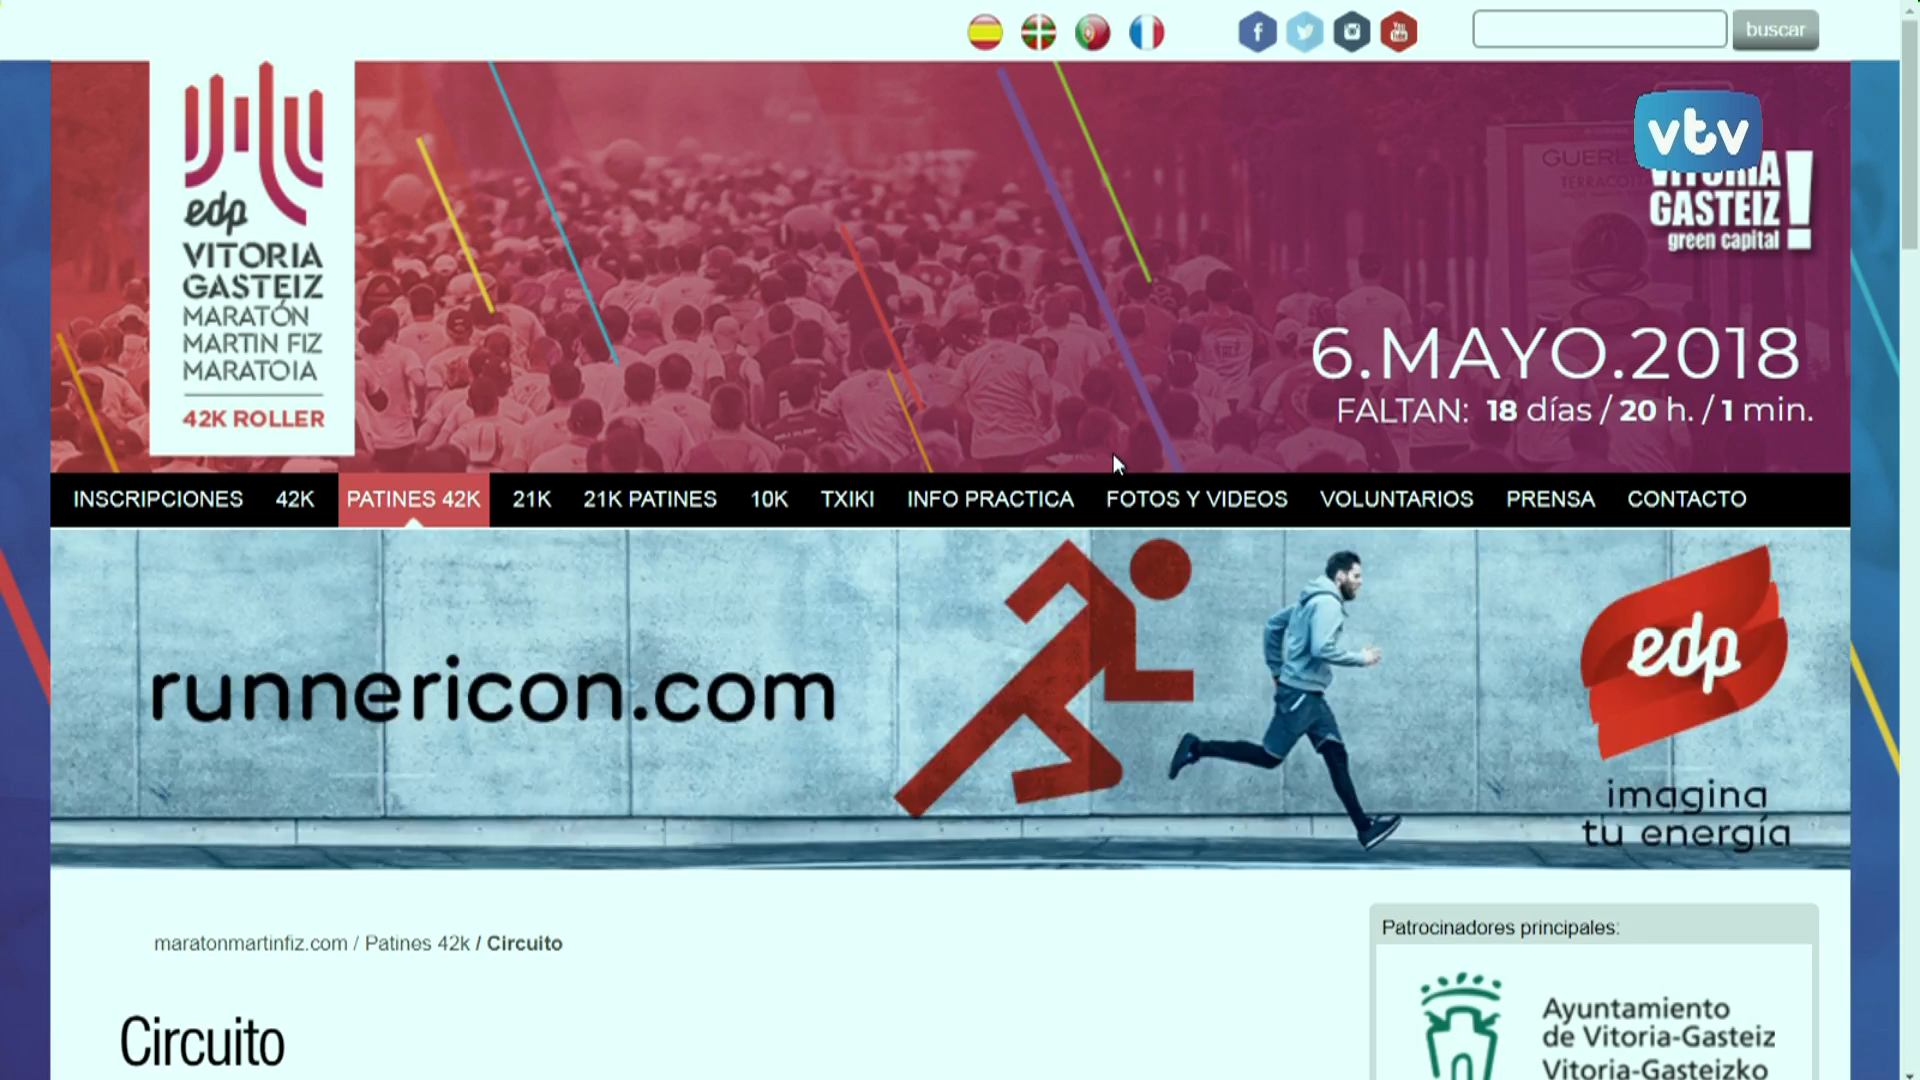 buscar
vtv
VITORIA
GASTEIZ!
green capital
edp
VITORIA
GASTEIZ
MARATÓN
MARTIN FIZ
MARATOIA
42K ROLLER
6.MAYO.2018
FALTAN: 18 días / 20 h. / 1 min.
INSCRIPCIONES 42K PATINES 42K 21K 21K PATINES 10K TXIKI INFO PRACTICA FOTOS Y VIDEOS VOLUNTARIOS PRENSA CONTACTO
runnericon.com
edp
imagina
tu energía
maratonmartinfiz.com / Patines 42k / Circuito
Circuito
Patrocinadores principales:
Ayuntamiento
de Vitoria-Gasteiz
Vitoria-Gasteizko